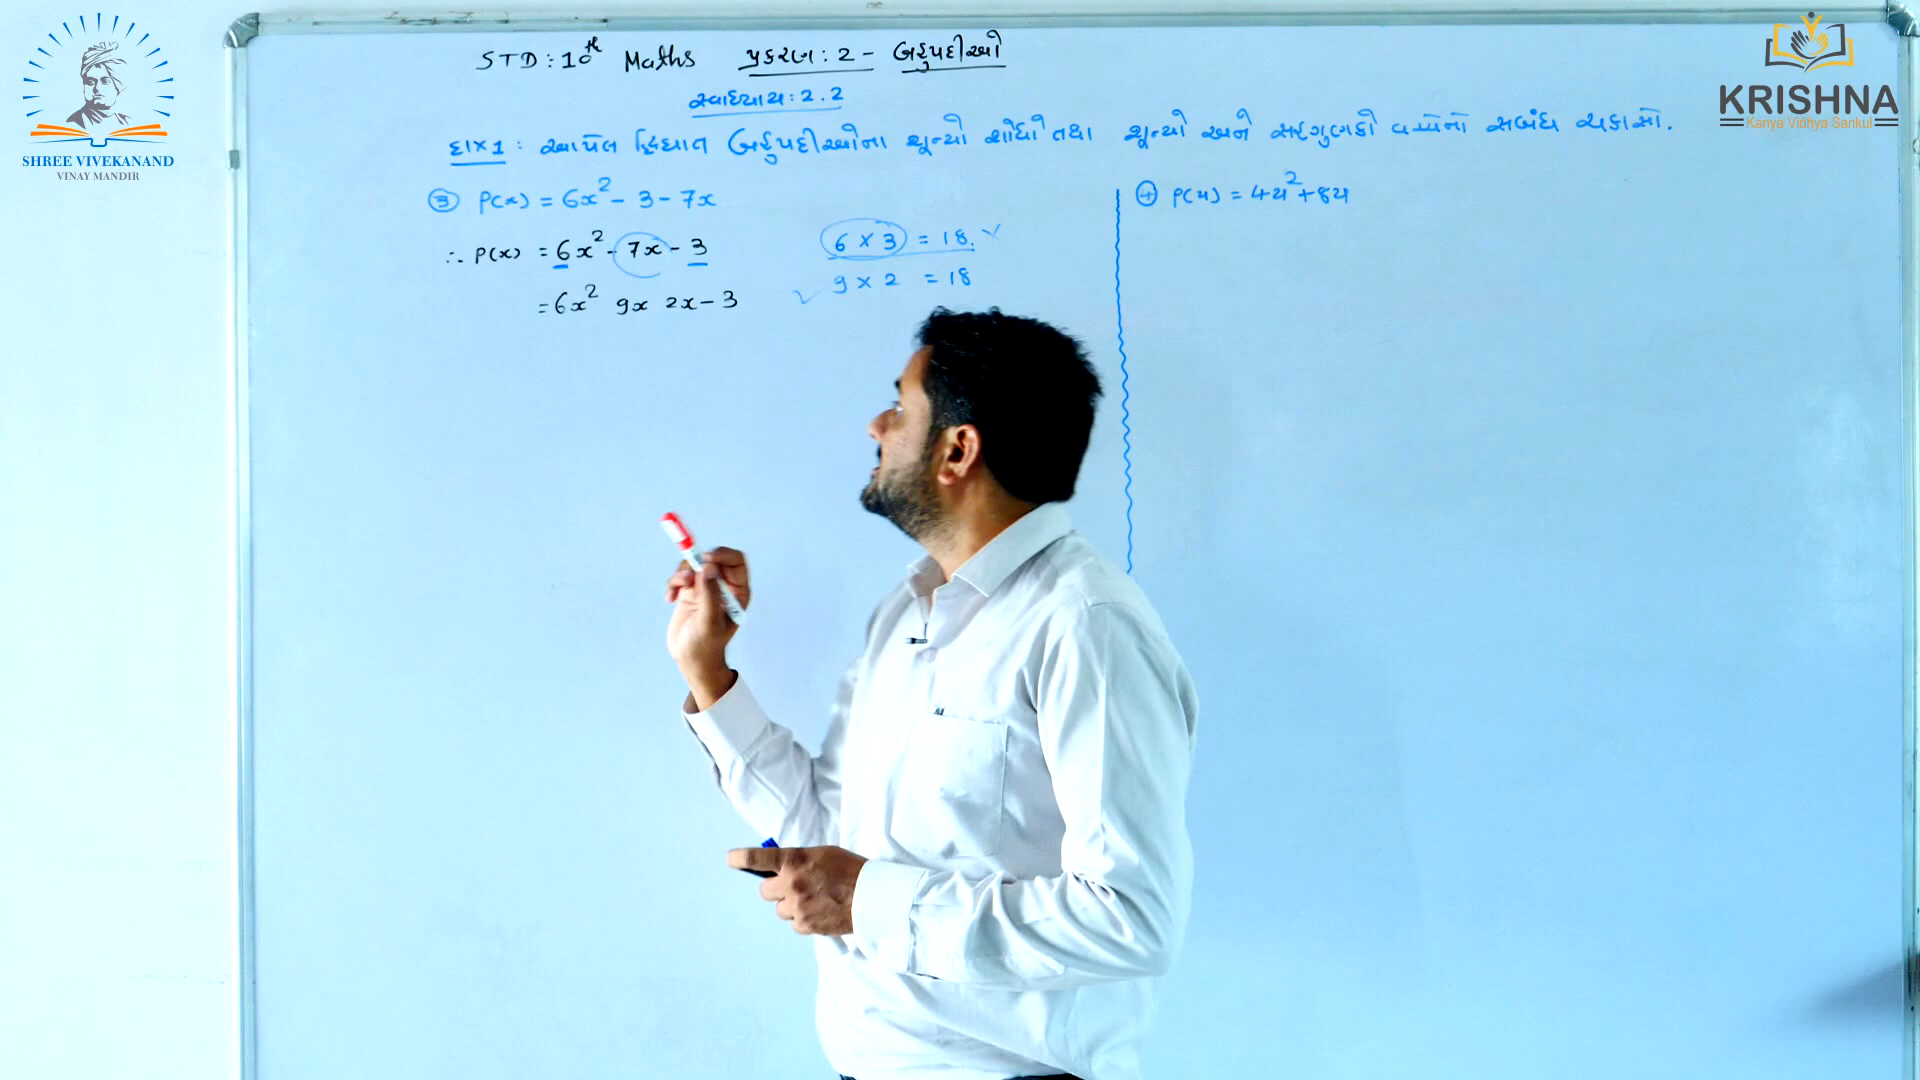 SHREE VIVEKANAND
VINAY MANDIR
KRISHNA
Kanya Vidhya Sankul
STD : 10th Maths પ્રકરણ : 2 - બહુપદીઓ
સ્વાધ્યાય : 2.2
દાખ 1 : આપેલ દ્વિઘાત બહુપદીઓના શૂન્યો શોધો તથા શૂન્યો અને સહગુણકો વચ્ચેનો સબંધ ચકાસો.
③ P(x) = 6x² - 3 - 7x
∴ P(x) = 6x² - 7x - 3
= 6x² 9x 2x - 3
6 × 3 = 18.
9 × 2 = 18
④ P(u) = 4u² + 8u